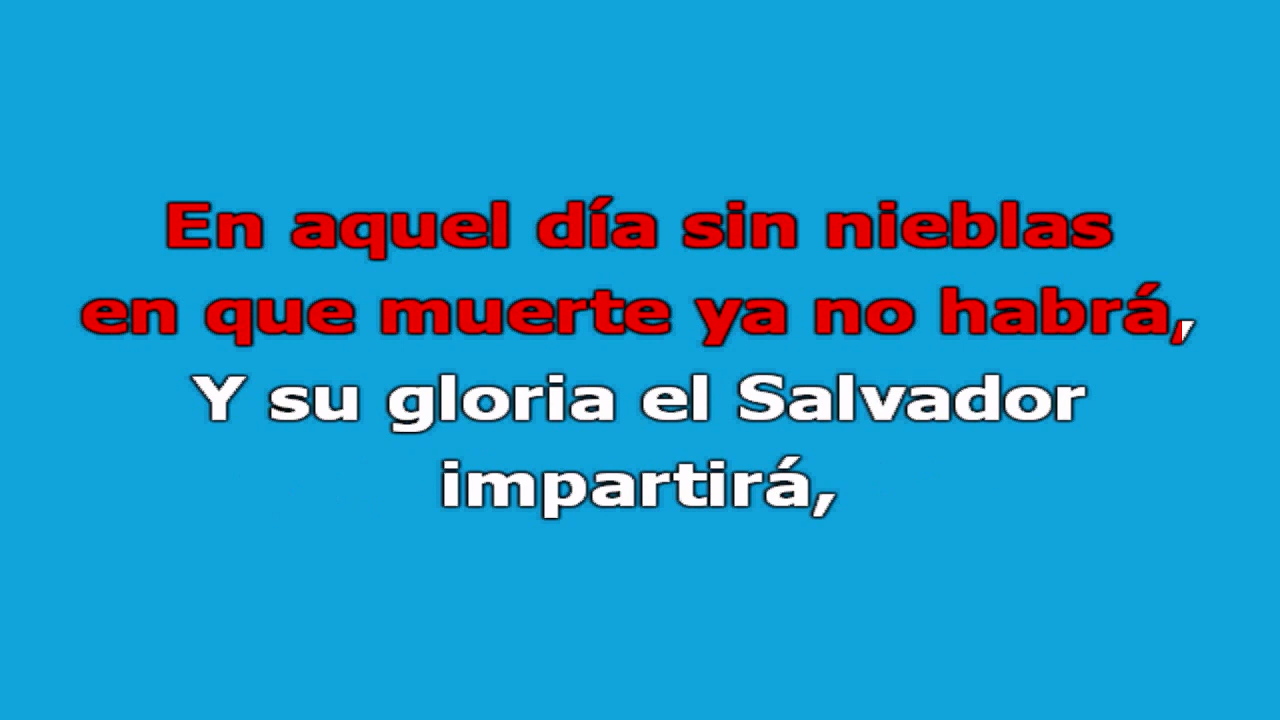 En aquel día sin nieblas
en que muerte ya no habrá,
Y su gloria el Salvador
impartirá,